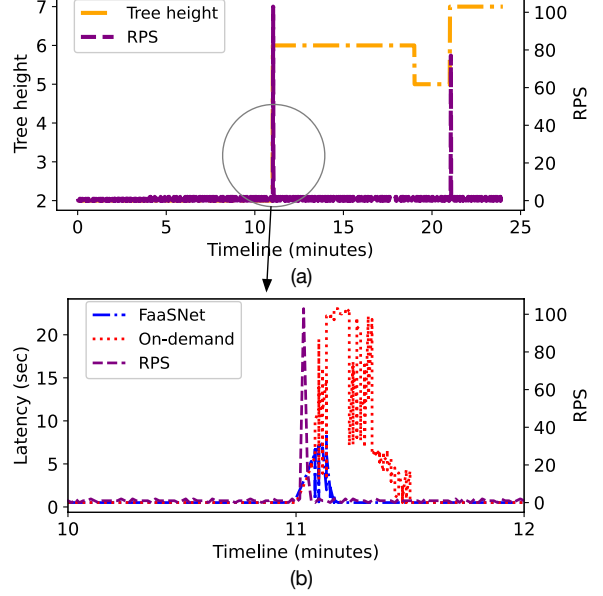 7
6
5
4
3
2
Tree height
Tree height
RPS
100
80
60
40
20
0
RPS
0 5 10 15 20 25
Timeline (minutes)
(a)
20
15
10
5
0
Latency (sec)
FaaSNet
On-demand
RPS
100
80
60
40
20
0
RPS
10 11 12
Timeline (minutes)
(b)